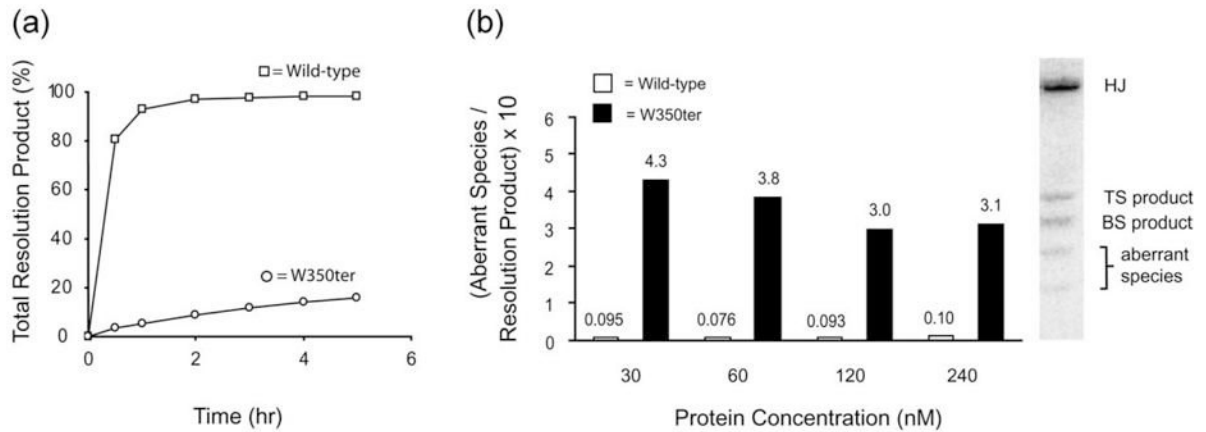 (a)
Total Resolution Product (%)
100
80
60
40
20
0
= Wild-type
= W350ter
0
2
4
6
Time (hr)
(b)
(Aberrant Species /
Resolution Product) x 10
= Wild-type
= W350ter
6
5
4
3
2
1
0
0.095
4.3
0.076
3.8
0.093
3.0
0.10
3.1
30
60
120
240
Protein Concentration (nM)
HJ
TS product
BS product
aberrant
species